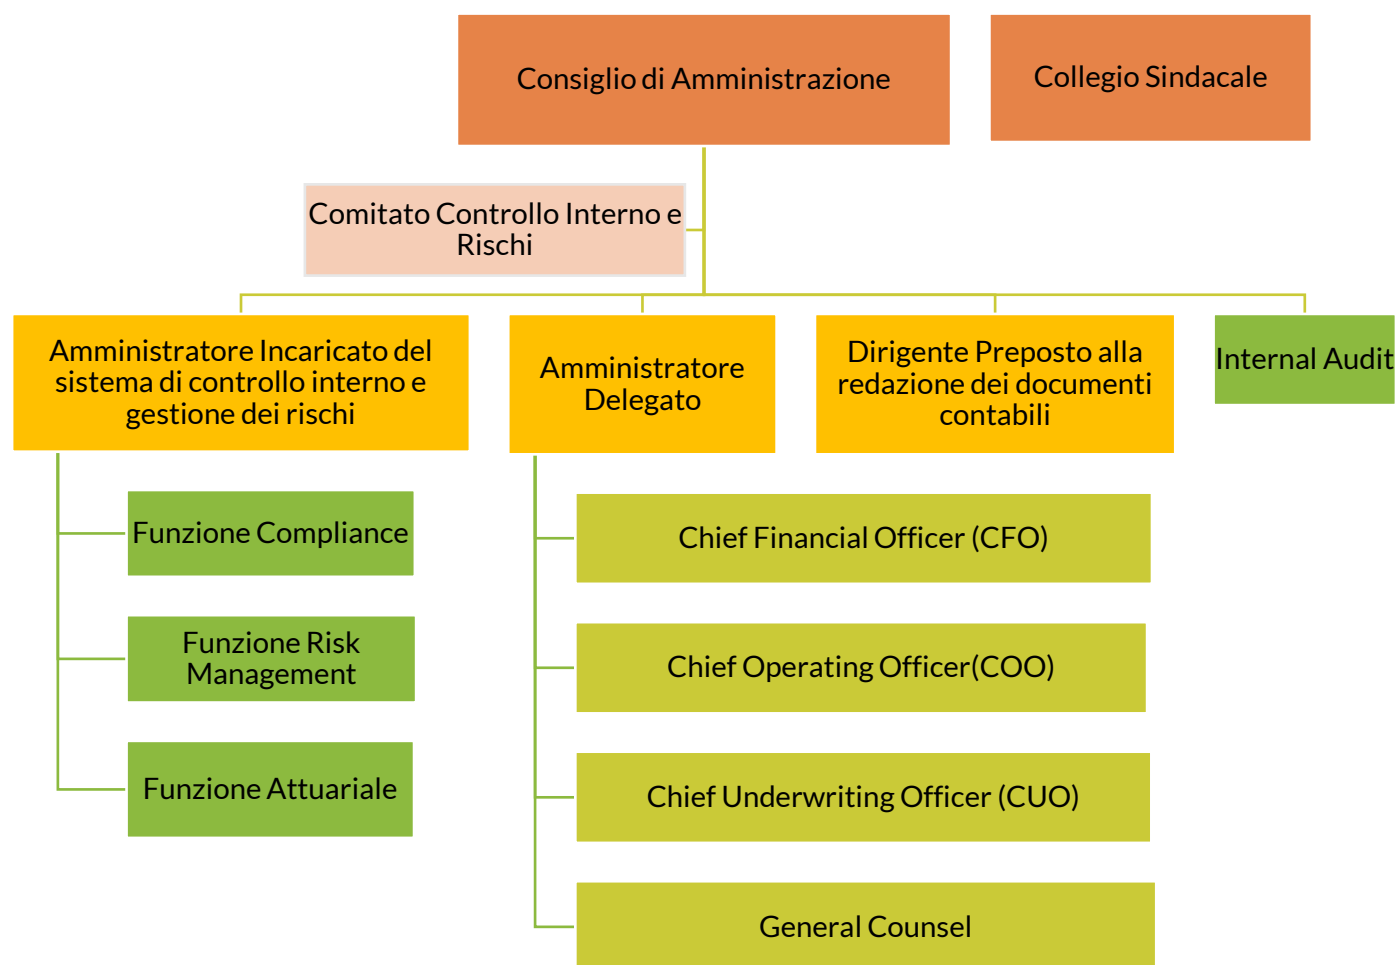 Consiglio di Amministrazione
Collegio Sindacale
Comitato Controllo Interno e
Rischi
Amministratore Incaricato del
sistema di controllo interno e
gestione dei rischi
Amministratore
Delegato
Dirigente Preposto alla
redazione dei documenti
contabili
Internal Audit
Funzione Compliance
Funzione Risk
Management
Funzione Attuariale
Chief Financial Officer (CFO)
Chief Operating Officer(COO)
Chief Underwriting Officer (CUO)
General Counsel